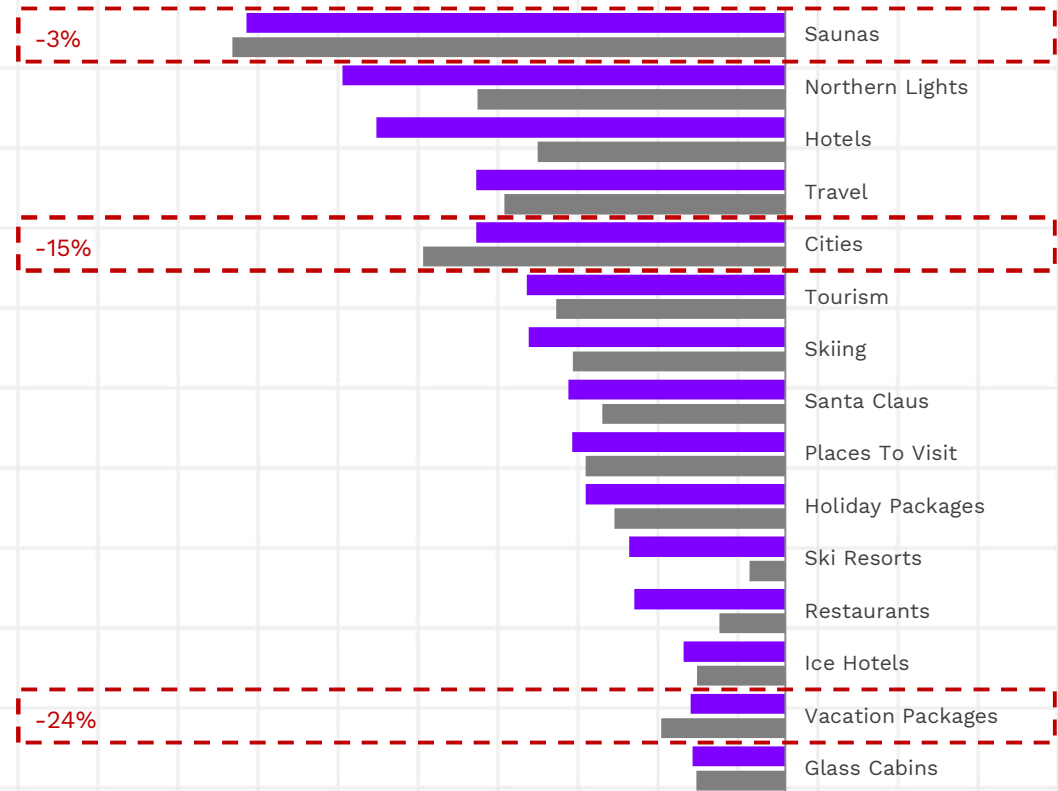 -3%
Saunas
Northern Lights
Hotels
Travel
-15%
Cities
Tourism
Skiing
Santa Claus
Places To Visit
Holiday Packages
Ski Resorts
Restaurants
Ice Hotels
-24%
Vacation Packages
Glass Cabins